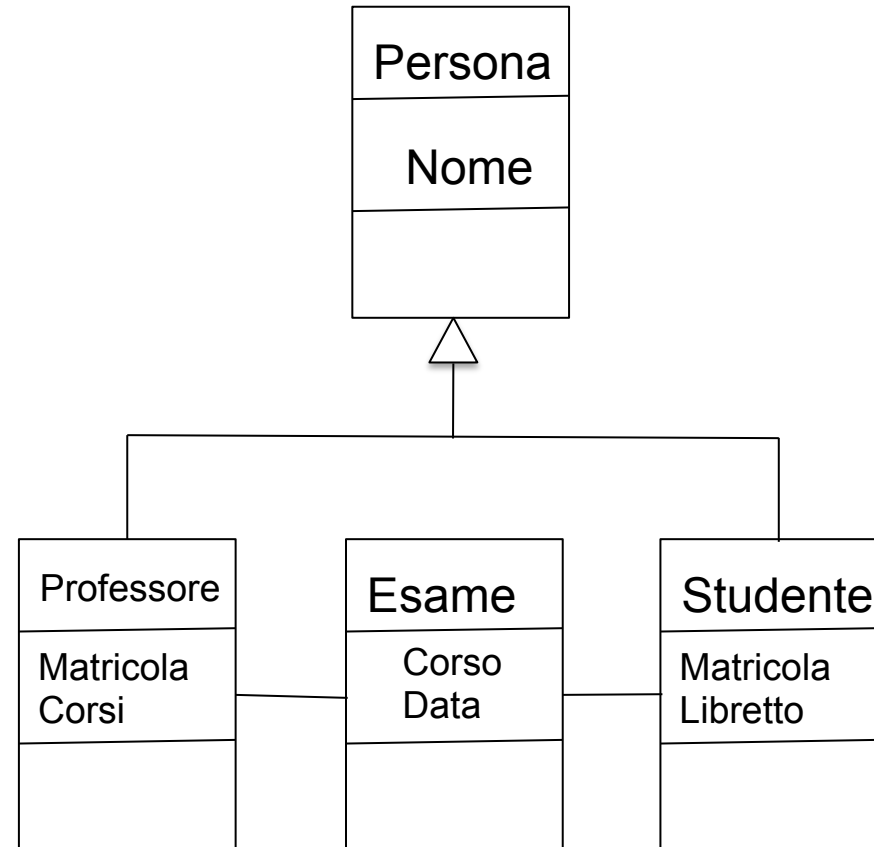 Persona
Nome
Professore
Matricola
Corsi
Esame
Corso
Data
Studente
Matricola
Libretto